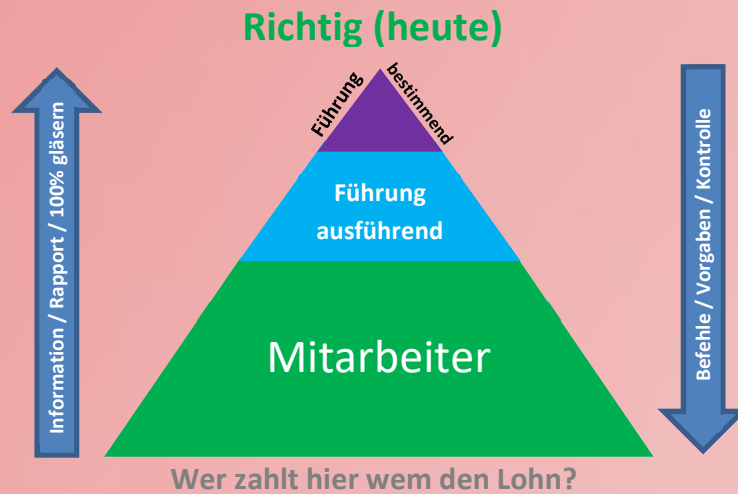 Richtig (heute)
Führung
bestimmend
Führung
ausführend
Mitarbeiter
Information / Rapport / 100% gläsern
Befehle / Vorgaben / Kontrolle
Wer zahlt hier wem den Lohn?